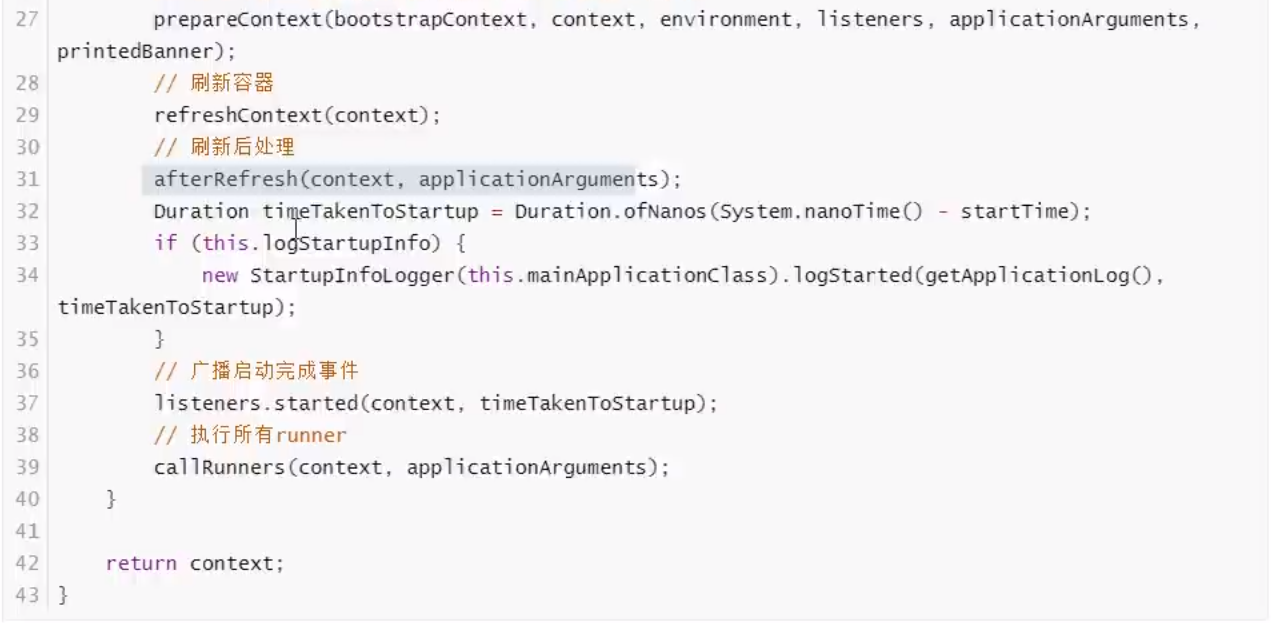 27 prepareContext(bootstrapContext, context, environment, listeners, applicationArguments,
printedBanner);
28 // 刷新容器
29 refreshContext(context);
30 // 刷新后处理
31 afterRefresh(context, applicationArguments);
32 Duration timeTakenToStartup = Duration.ofNanos(System.nanoTime() - startTime);
33 if (this.logStartupInfo) {
34 new StartupInfoLogger(this.mainApplicationClass).logStarted(getApplicationLog(),
timeTakenToStartup);
35 }
36 // 广播启动完成事件
37 listeners.started(context, timeTakenToStartup);
38 // 执行所有runner
39 callRunners(context, applicationArguments);
40 }
41
42 return context;
43 }